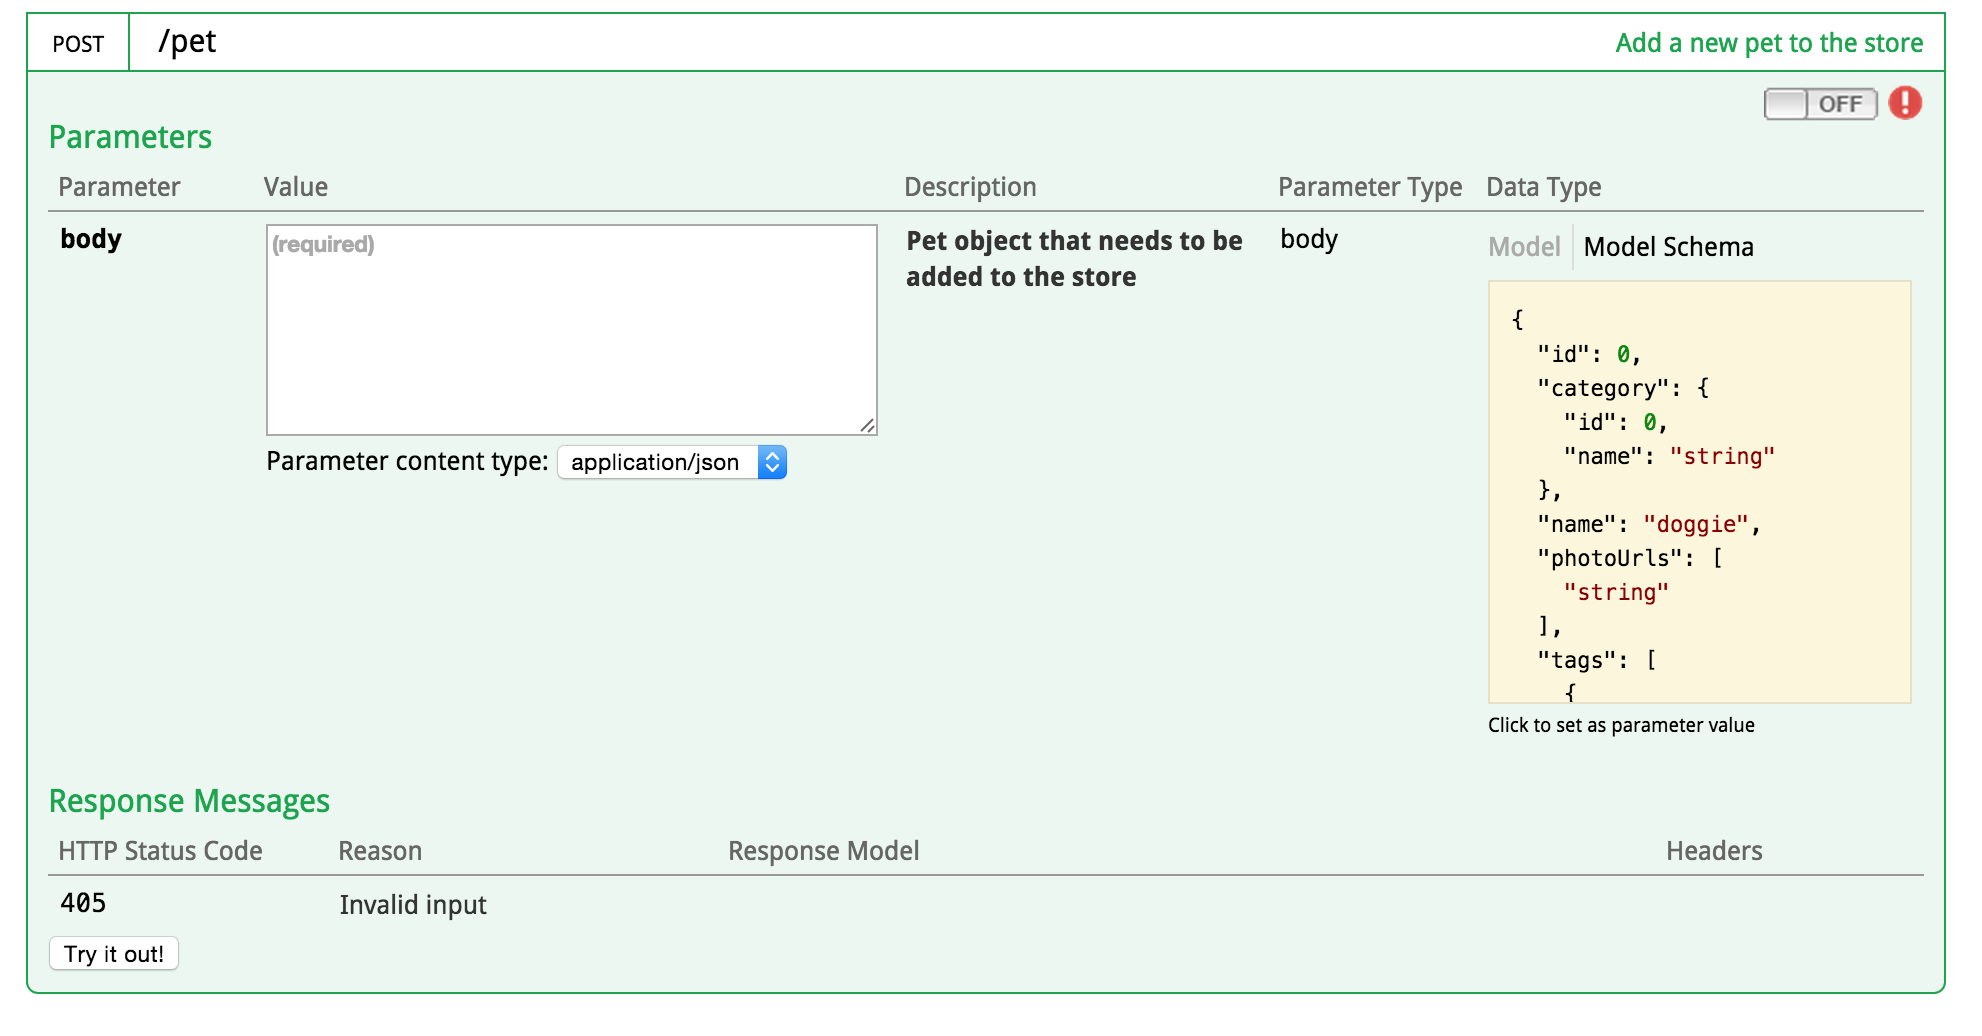 POST /pet Add a new pet to the store
OFF
Parameters
Parameter Value Description Parameter Type Data Type
body (required) Pet object that needs to be body Model Model Schema
added to the store
{
"id": 0,
"category": {
"id": 0,
"name": "string"
},
"name": "doggie",
"photoUrls": [
"string"
],
"tags": [
{
Parameter content type: application/json
Click to set as parameter value
Response Messages
HTTP Status Code Reason Response Model Headers
405 Invalid input
Try it out!